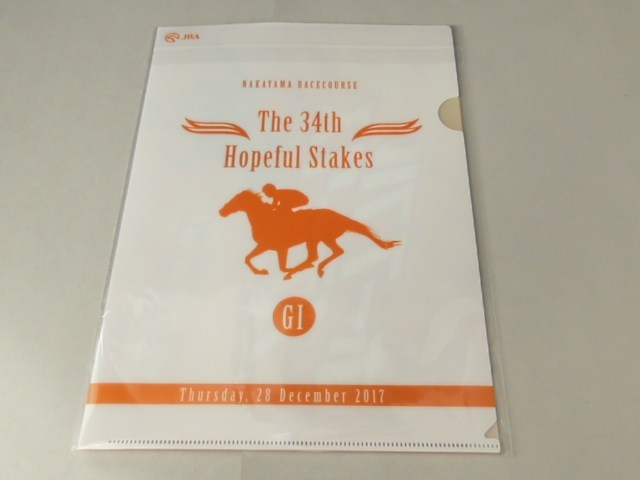 JRA
NAKAYAMA RACECOURSE
The 34th
Hopeful Stakes
GI
Thursday, 28 December 2017